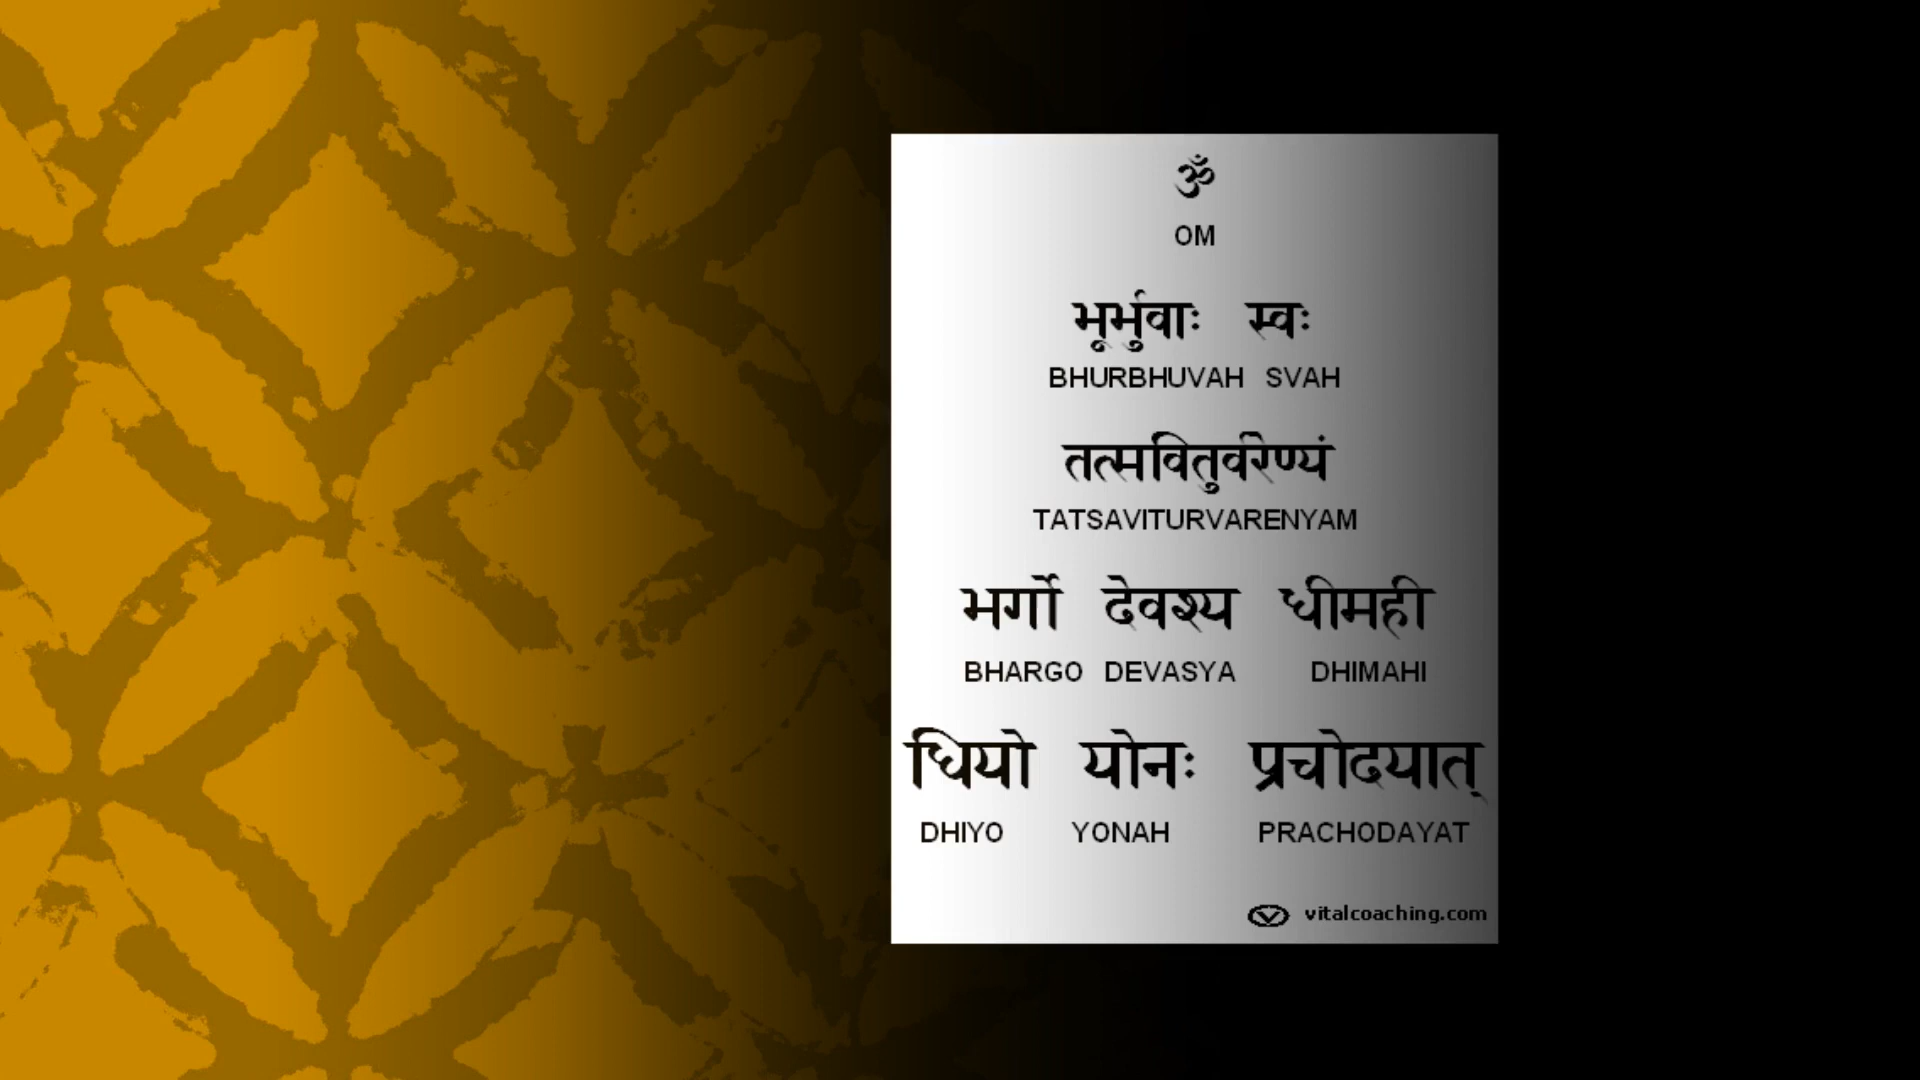 ॐ
OM
भूर्भुवाः स्वः
BHURBHUVAH SVAH
तत्सवितुर्वरेण्यं
TATSAVITURVARENYAM
भर्गो देवश्य धीमही
BHARGO DEVASYA DHIMAHI
धियो योनः प्रचोदयात्
DHIYO YONAH PRACHODAYAT
vitalcoaching.com